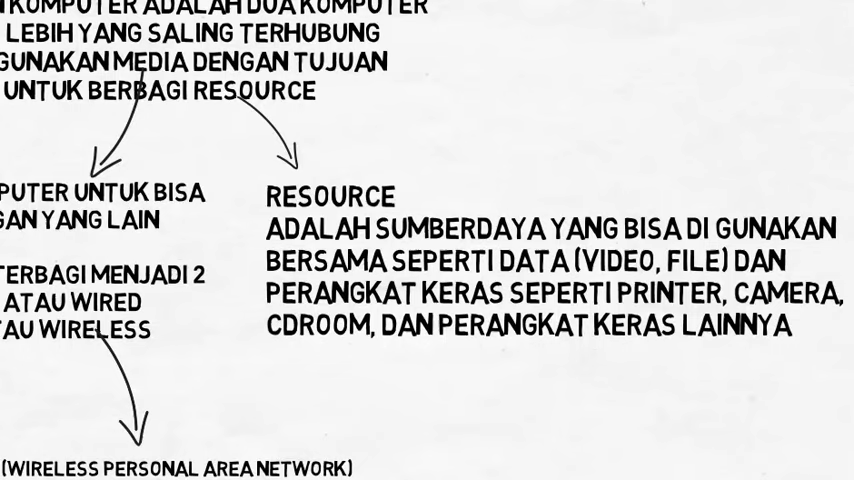 KOMPUTER ADALAH DUA KOMPUTER
LEBIH YANG SALING TERHUBUNG
GUNAKAN MEDIA DENGAN TUJUAN
UNTUK BERBAGI RESOURCE
PUTER UNTUK BISA
GAN YANG LAIN
TERBAGI MENJADI 2
ATAU WIRED
AU WIRELESS
RESOURCE
ADALAH SUMBERDAYA YANG BISA DI GUNAKAN
BERSAMA SEPERTI DATA (VIDEO, FILE) DAN
PERANGKAT KERAS SEPERTI PRINTER, CAMERA,
CDROOM, DAN PERANGKAT KERAS LAINNYA
(WIRELESS PERSONAL AREA NETWORK)